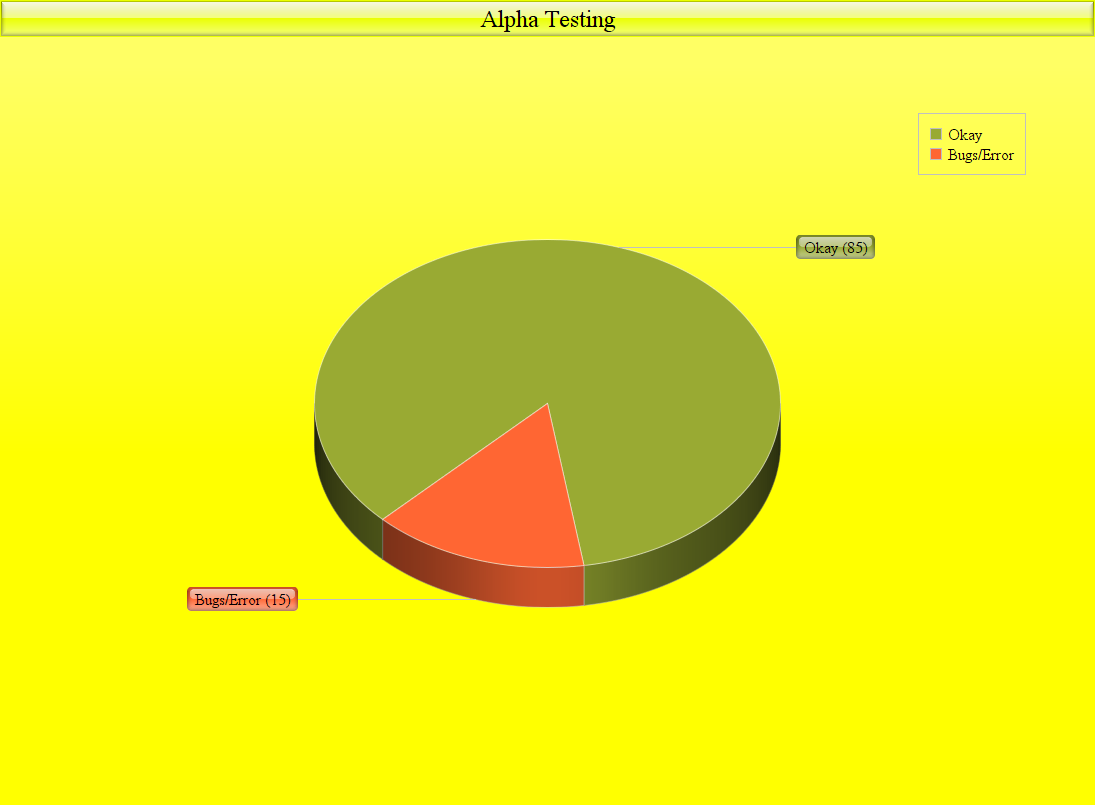 Alpha Testing
Okay
Bugs/Error
Okay (85)
Bugs/Error (15)